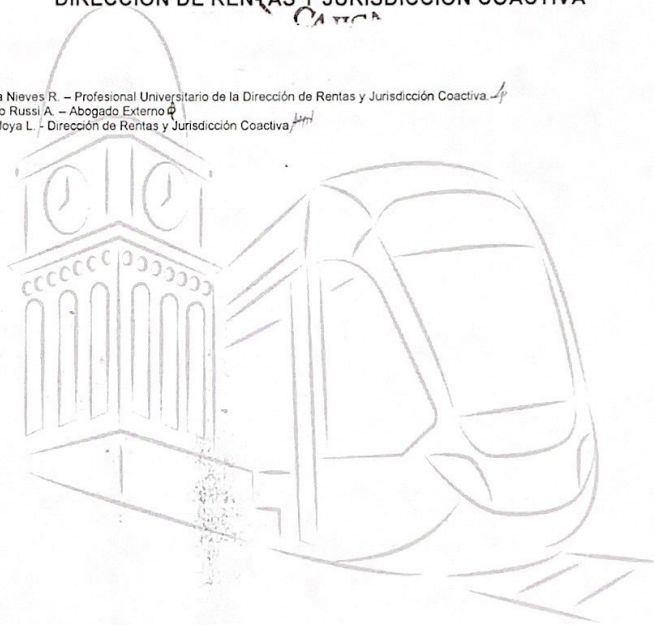 DIRECCIÓN DE RENTAS Y JURISDICCIÓN COACTIVA
Nieves R. – Profesional Universitario de la Dirección de Rentas y Jurisdicción Coactiva.
Russi A. – Abogado Externo
Moya L. - Dirección de Rentas y Jurisdicción Coactiva